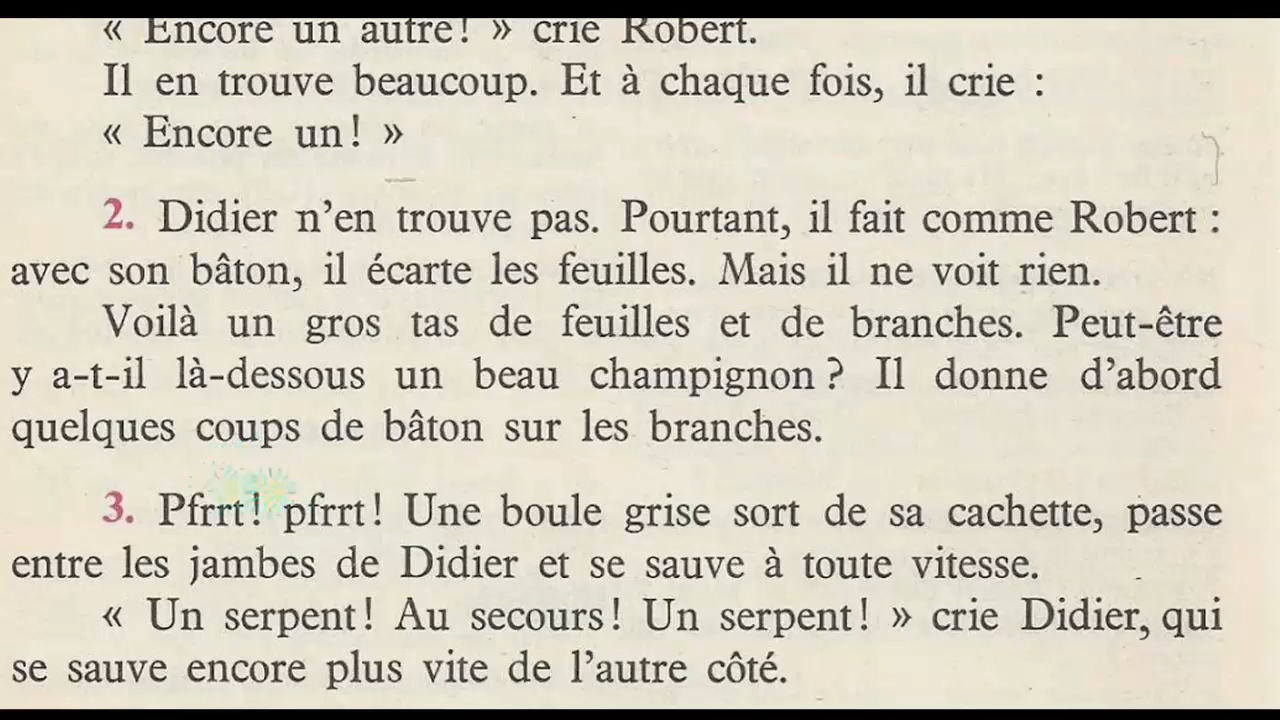 « Encore un autre! » crie Robert.
Il en trouve beaucoup. Et à chaque fois, il crie :
« Encore un! »
2. Didier n'en trouve pas. Pourtant, il fait comme Robert :
avec son bâton, il écarte les feuilles. Mais il ne voit rien.
Voilà un gros tas de feuilles et de branches. Peut-être
y a-t-il là-dessous un beau champignon ? Il donne d'abord
quelques coups de bâton sur les branches.
3. Pfrrt! pfrrt! Une boule grise sort de sa cachette, passe
entre les jambes de Didier et se sauve à toute vitesse.
« Un serpent! Au secours! Un serpent! » crie Didier, qui
se sauve encore plus vite de l'autre côté.